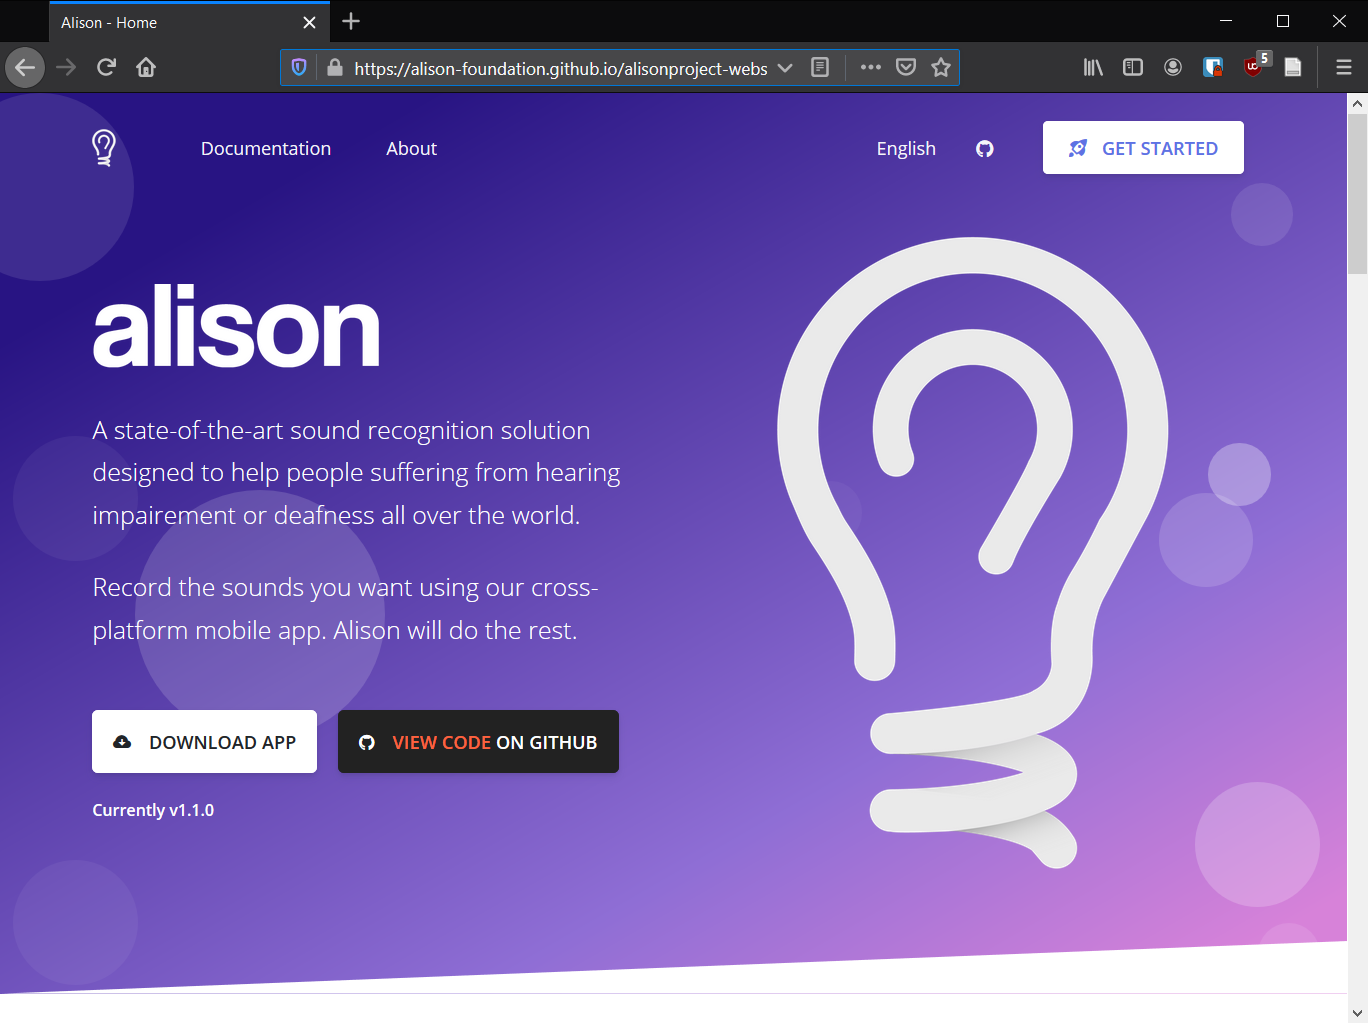 Alison - Home
https://alison-foundation.github.io/alisonproject-webs
5
Documentation
About
English
GET STARTED
alison
A state-of-the-art sound recognition solution
designed to help people suffering from hearing
impairement or deafness all over the world.
Record the sounds you want using our cross-
platform mobile app. Alison will do the rest.
DOWNLOAD APP
VIEW CODE ON GITHUB
Currently v1.1.0